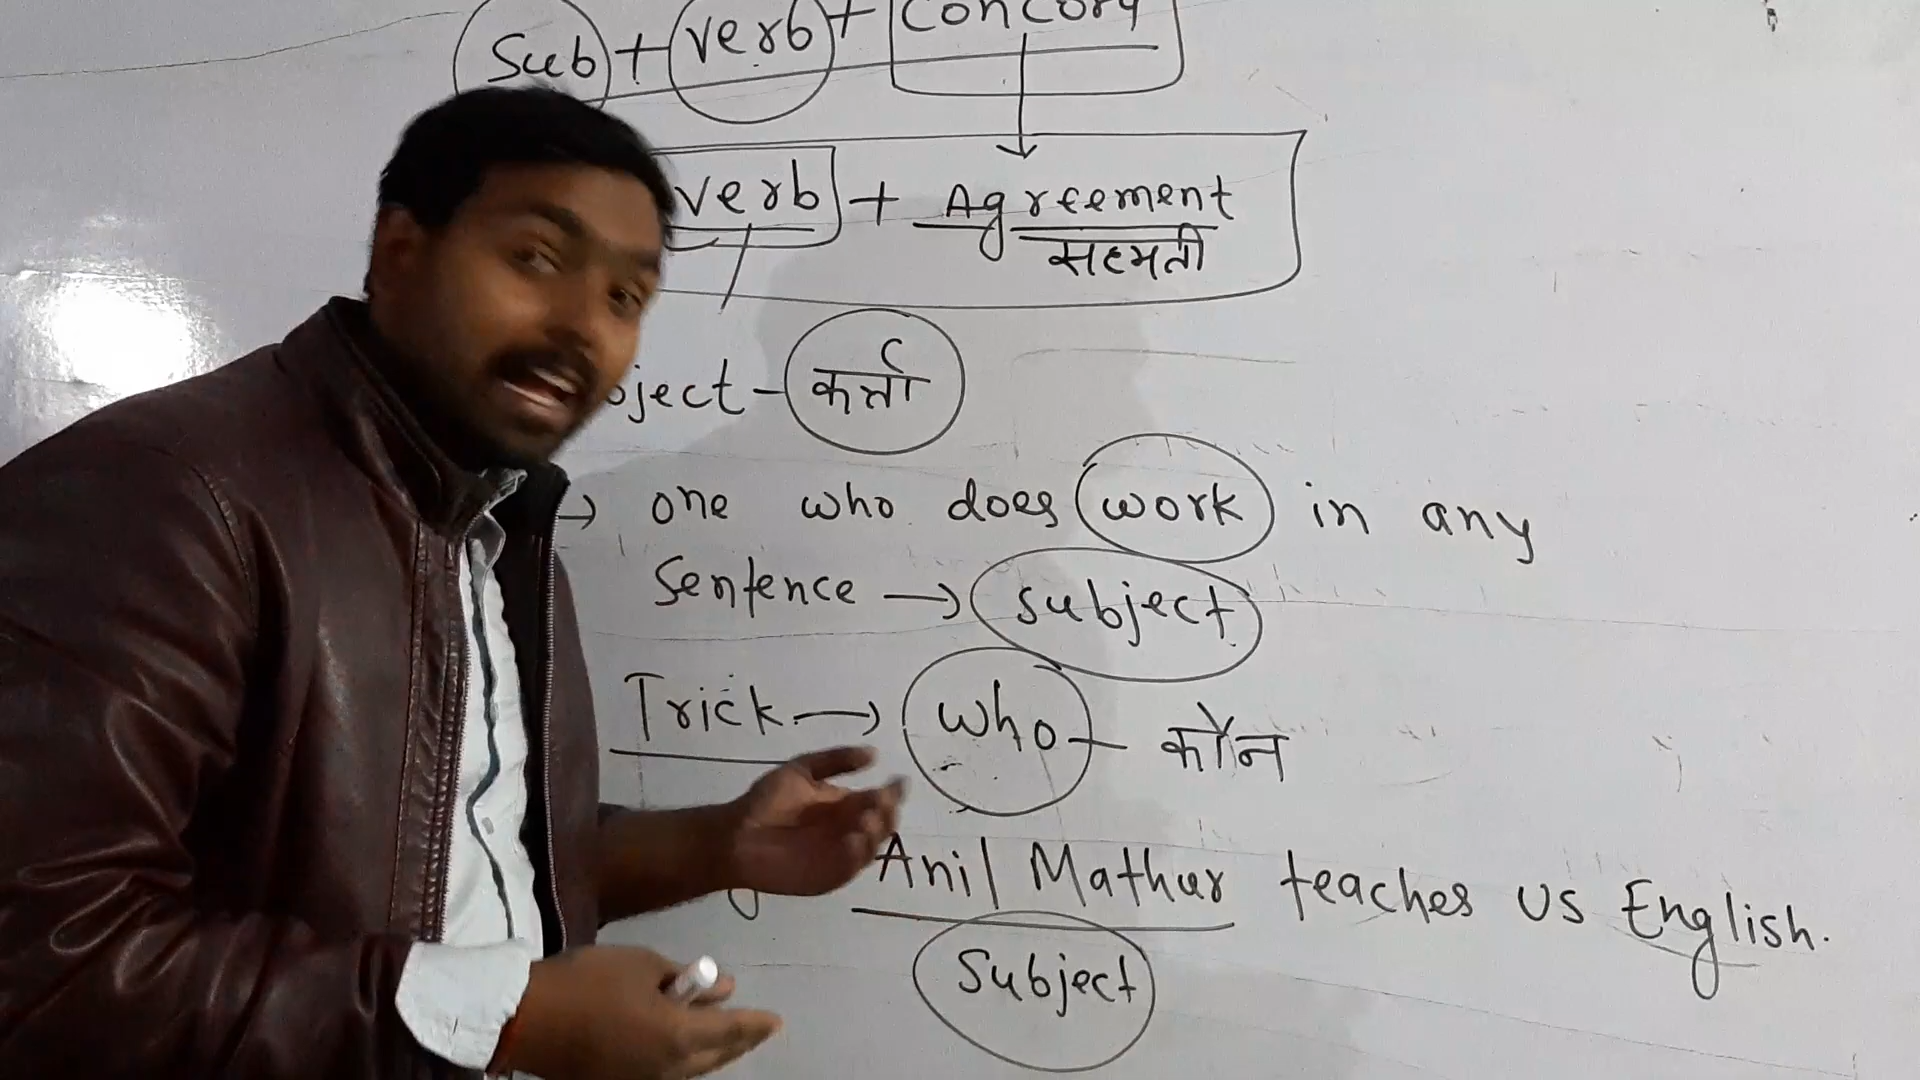 Sub + verb + Concord
verb + Agreement
सहमती
bject - कर्त्ता
→ one who does work in any
Sentence → subject
Trick → who - कौन
Anil Mathur teaches us English.
Subject